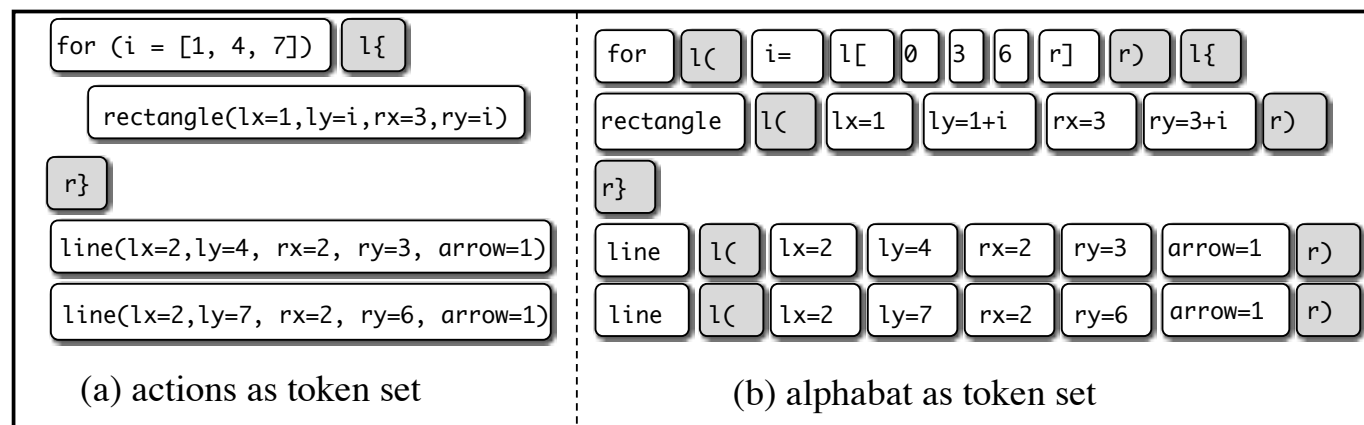 for (i = [1, 4, 7]) l{
rectangle(lx=1,ly=i,rx=3,ry=i)
r}
line(lx=2,ly=4, rx=2, ry=3, arrow=1)
line(lx=2,ly=7, rx=2, ry=6, arrow=1)
(a) actions as token set
for l( i= l[ 0 3 6 r] r) l{
rectangle l( lx=1 ly=1+i rx=3 ry=3+i r)
r}
line l( lx=2 ly=4 rx=2 ry=3 arrow=1 r)
line l( lx=2 ly=7 rx=2 ry=6 arrow=1 r)
(b) alphabat as token set